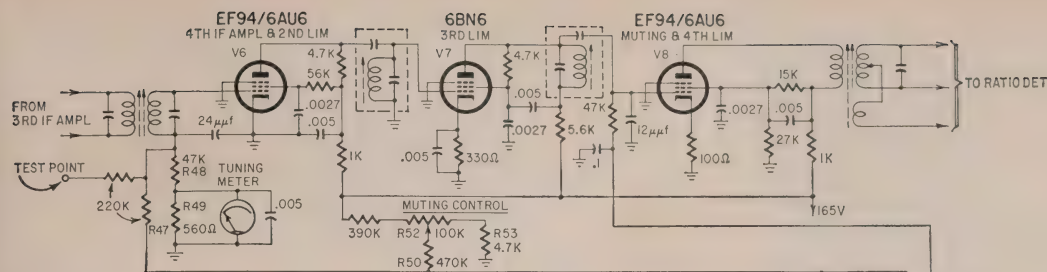 EF94/6AU6
4TH IF AMPL & 2ND LIM
V6
6BN6
3RD LIM
V7
EF94/6AU6
MUTING & 4TH LIM
V8
4.7K
56K
.0027
.005
24µµf
1K
4.7K
.005
.0027
5.6K
.005
330Ω
47K
12µµf
.1
100Ω
.0027
15K
.005
27K
1K
165V
TO RATIO DET
FROM
3RD IF AMPL
TEST POINT
220K
R47
47K
R48
R49
560Ω
TUNING
METER
.005
MUTING CONTROL
390K
R52
100K
R53
4.7K
R50
470K